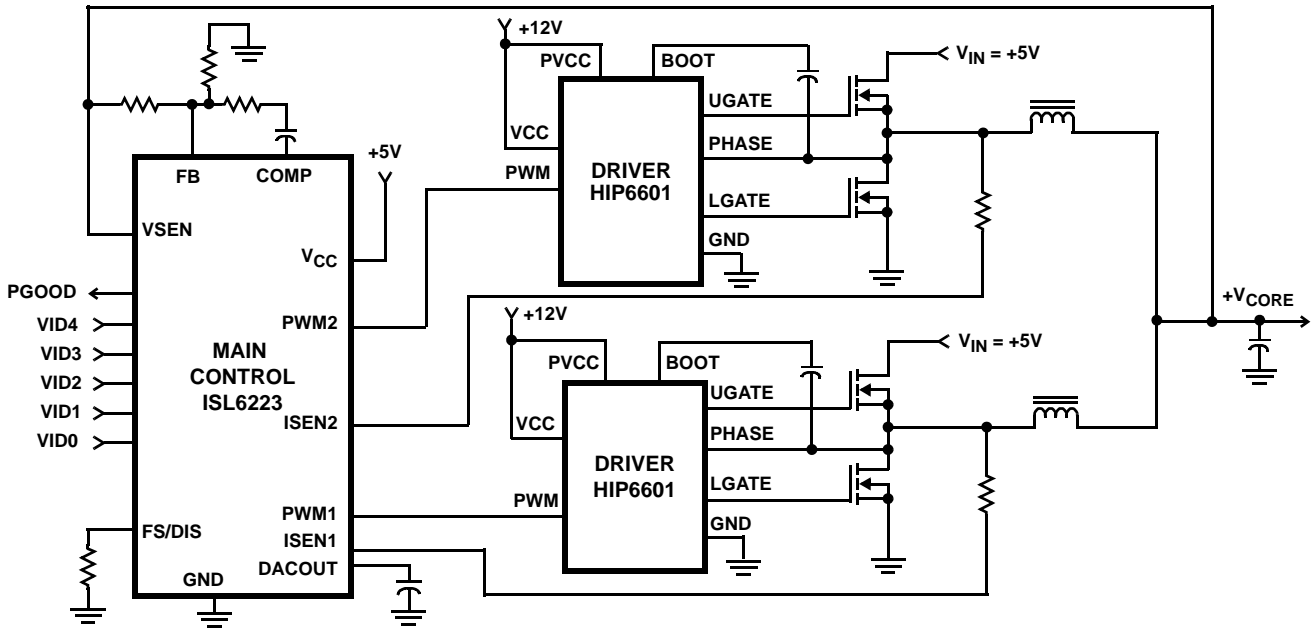 +12V
PVCC
BOOT
V_IN = +5V
UGATE
VCC
PHASE
DRIVER
HIP6601
PWM
LGATE
GND
+5V
FB
COMP
VSEN
V_CC
PGOOD
PWM2
VID4
VID3
VID2
VID1
VID0
MAIN
CONTROL
ISL6223
ISEN2
PWM1
FS/DIS
ISEN1
DACOUT
GND
+12V
PVCC
BOOT
V_IN = +5V
UGATE
VCC
PHASE
DRIVER
HIP6601
PWM
LGATE
GND
+V_CORE